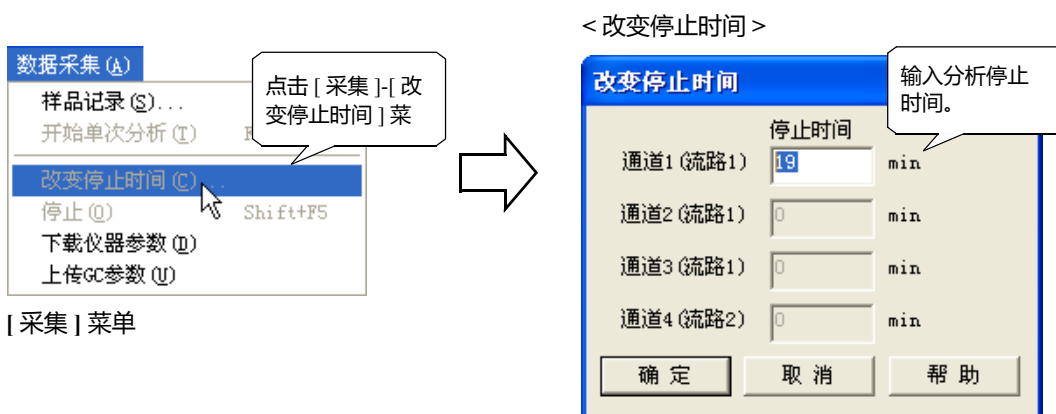 <改变停止时间>
数据采集(A)
样品记录(S)...
开始单次分析(T)
改变停止时间(C)...
停止(O) Shift+F5
下载仪器参数(D)
上传GC参数(U)
点击 [ 采集 ]-[ 改
变停止时间 ] 菜
[ 采集 ] 菜单
改变停止时间
输入分析停止
时间。
停止时间
通道1(流路1) 19 min
通道2(流路1) 0 min
通道3(流路1) 0 min
通道4(流路2) 0 min
确 定 取 消 帮 助